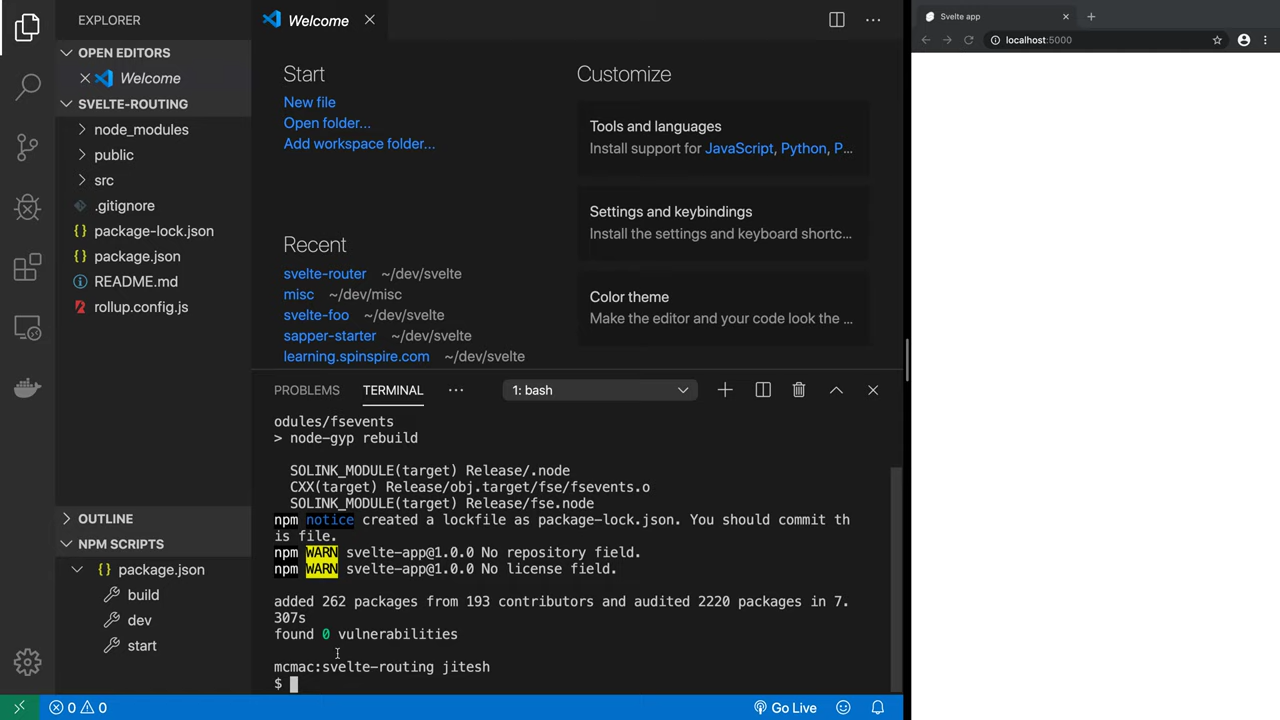 EXPLORER
OPEN EDITORS
Welcome
SVELTE-ROUTING
node_modules
public
src
.gitignore
package-lock.json
package.json
README.md
rollup.config.js
OUTLINE
NPM SCRIPTS
package.json
build
dev
start
Welcome
Start
New file
Open folder...
Add workspace folder...
Recent
svelte-router ~/dev/svelte
misc ~/dev/misc
svelte-foo ~/dev/svelte
sapper-starter ~/dev/svelte
learning.spinspire.com ~/dev/svelte
Customize
Tools and languages
Install support for JavaScript, Python, P...
Settings and keybindings
Install the settings and keyboard shortc...
Color theme
Make the editor and your code look the ...
PROBLEMS TERMINAL ... 1: bash
odules/fsevents
> node-gyp rebuild
SOLINK_MODULE(target) Release/.node
CXX(target) Release/obj.target/fse/fsevents.o
SOLINK_MODULE(target) Release/fse.node
npm notice created a lockfile as package-lock.json. You should commit th
is file.
npm WARN svelte-app@1.0.0 No repository field.
npm WARN svelte-app@1.0.0 No license field.
added 262 packages from 193 contributors and audited 2220 packages in 7.
307s
found 0 vulnerabilities
mcmac:svelte-routing jitesh
$
0 0 Go Live
Svelte app
localhost:5000